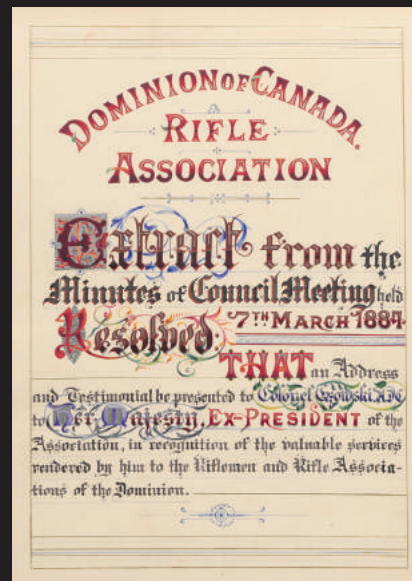 DOMINION OF CANADA.
RIFLE
ASSOCIATION
Extract from the
Minutes of Council Meeting held
7TH MARCH 1884
Resolved
THAT an Address
and Testimonial be presented to Colonel Gzowski, ADC
to Her Majesty, EX-PRESIDENT of the
Association, in recognition of the valuable services
rendered by him to the Riflemen and Rifle Associa-
tions of the Dominion.